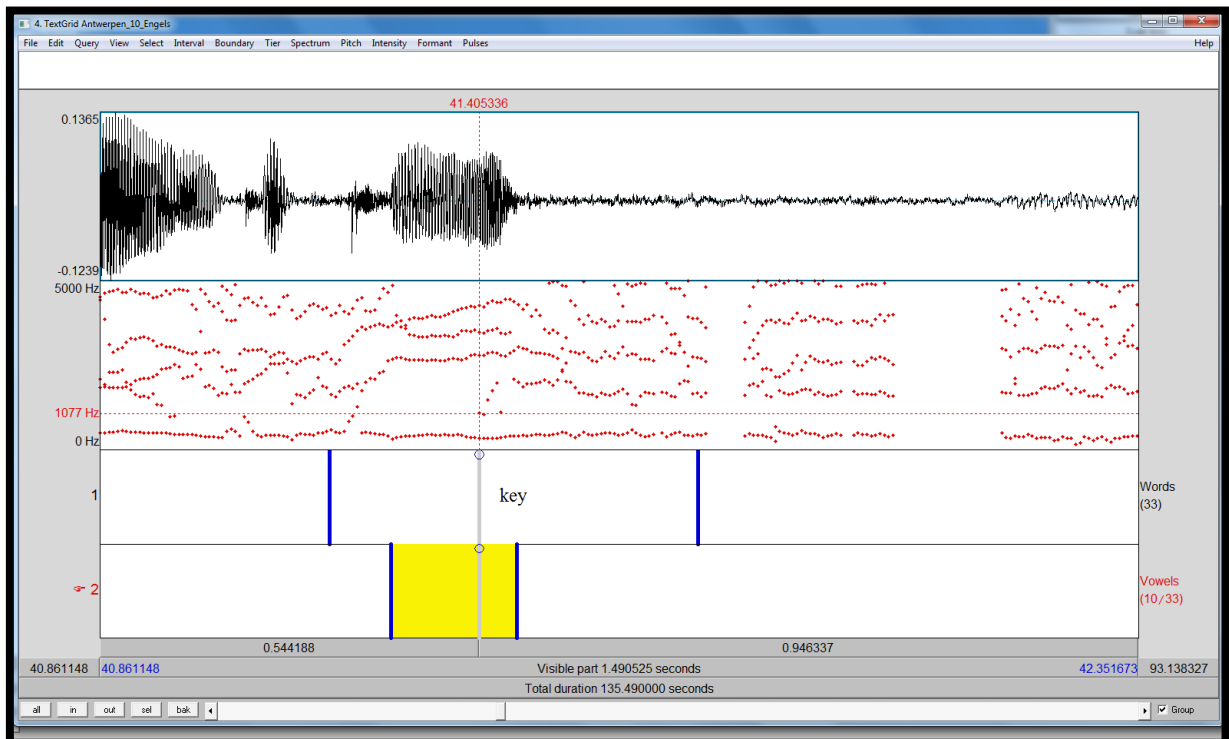 4. TextGrid Antwerpen_10_Engels
File Edit Query View Select Interval Boundary Tier Spectrum Pitch Intensity Formant Pulses Help
41.405336
0.1365
-0.1239
5000 Hz
1077 Hz
0 Hz
1 key Words
(33)
2 Vowels
(10/33)
0.544188 0.946337
40.861148 40.861148 Visible part 1.490525 seconds 42.351673 93.138327
Total duration 135.490000 seconds
all in out sel bak Group